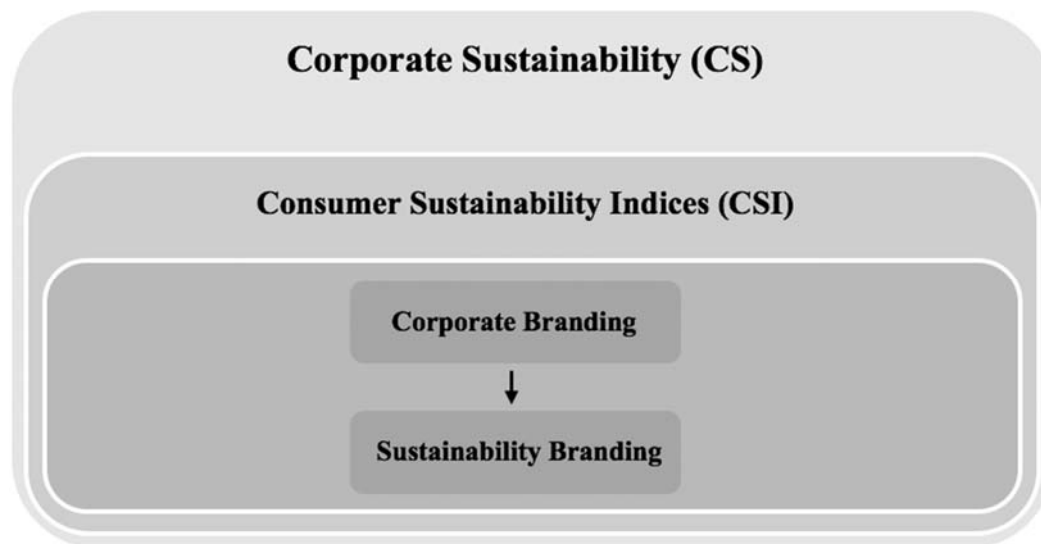 Corporate Sustainability (CS)
Consumer Sustainability Indices (CSI)
Corporate Branding
Sustainability Branding